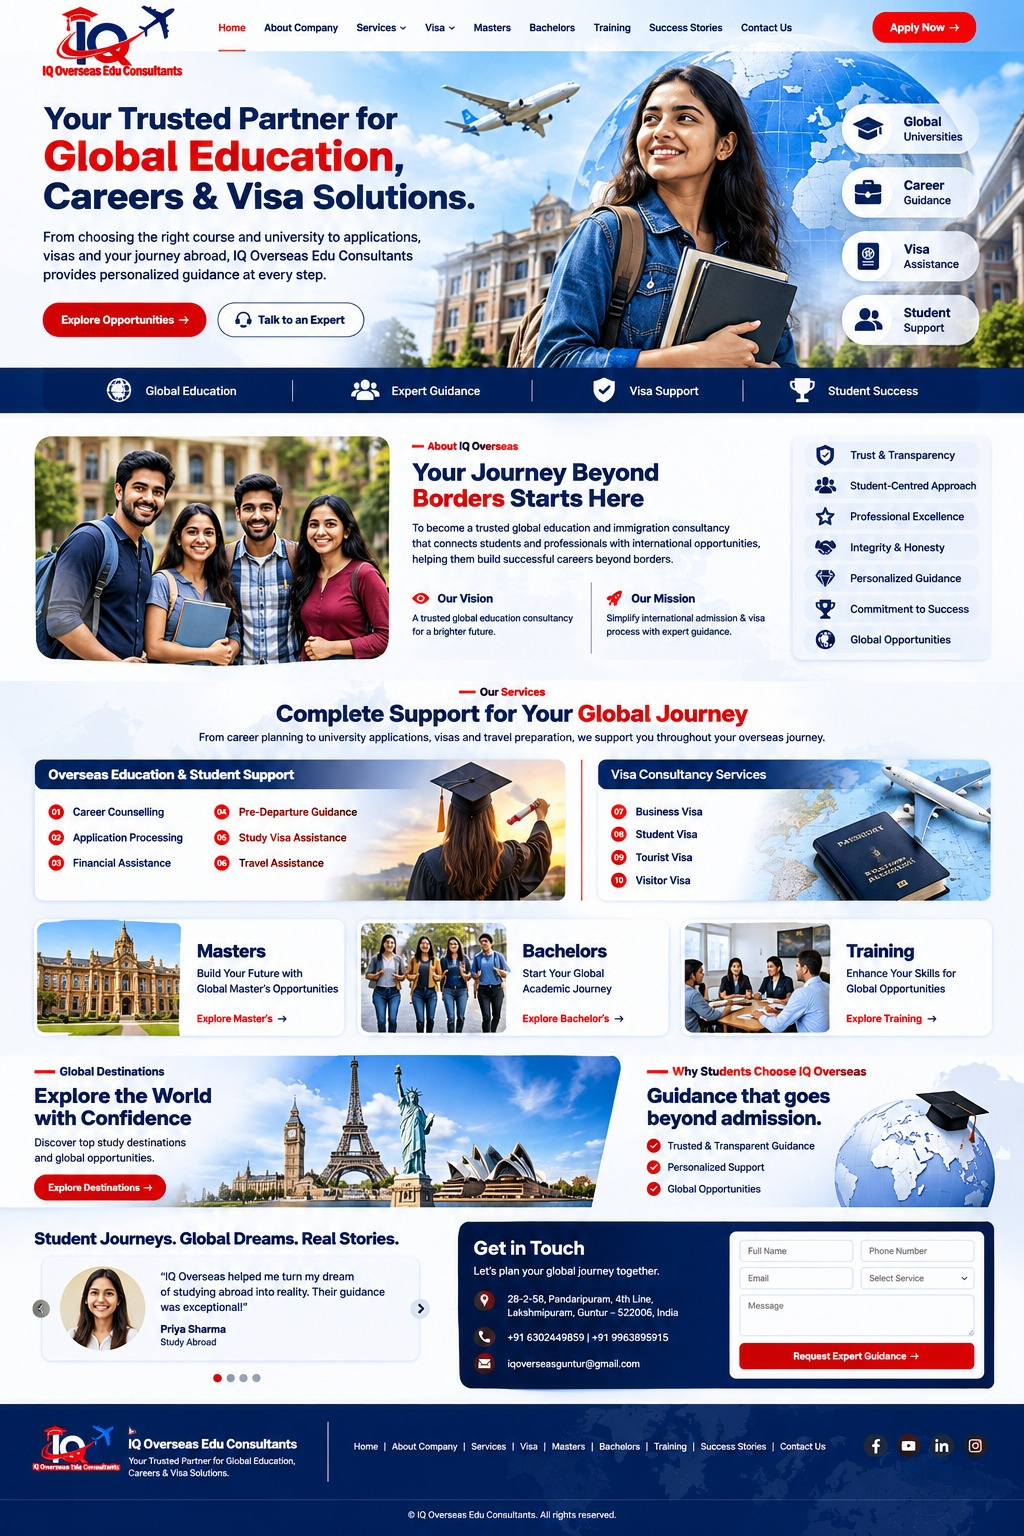 IQ
IQ Overseas Edu Consultants
Home
About Company
Services
Visa
Masters
Bachelors
Training
Success Stories
Contact Us
Apply Now →
Your Trusted Partner for
Global Education,
Careers & Visa Solutions.
From choosing the right course and university to applications,
visas and your journey abroad, IQ Overseas Edu Consultants
provides personalized guidance at every step.
Explore Opportunities →
Talk to an Expert
Global
Universities
Career
Guidance
Visa
Assistance
Student
Support
Global Education
Expert Guidance
Visa Support
Student Success
About IQ Overseas
Your Journey Beyond
Borders Starts Here
To become a trusted global education and immigration consultancy
that connects students and professionals with international opportunities,
helping them build successful careers beyond borders.
Our Vision
A trusted global education consultancy
for a brighter future.
Our Mission
Simplify international admission & visa
process with expert guidance.
Trust & Transparency
Student-Centred Approach
Professional Excellence
Integrity & Honesty
Personalized Guidance
Commitment to Success
Global Opportunities
Our Services
Complete Support for Your Global Journey
From career planning to university applications, visas and travel preparation, we support you throughout your overseas journey.
Overseas Education & Student Support
01 Career Counselling
02 Application Processing
03 Financial Assistance
04 Pre-Departure Guidance
05 Study Visa Assistance
06 Travel Assistance
Visa Consultancy Services
07 Business Visa
08 Student Visa
09 Tourist Visa
10 Visitor Visa
Masters
Build Your Future with
Global Master's Opportunities
Explore Master's →
Bachelors
Start Your Global
Academic Journey
Explore Bachelor's →
Training
Enhance Your Skills for
Global Opportunities
Explore Training →
Global Destinations
Explore the World
with Confidence
Discover top study destinations
and global opportunities.
Explore Destinations →
Why Students Choose IQ Overseas
Guidance that goes
beyond admission.
Trusted & Transparent Guidance
Personalized Support
Global Opportunities
Student Journeys. Global Dreams. Real Stories.
"IQ Overseas helped me turn my dream
of studying abroad into reality. Their guidance
was exceptional!"
Priya Sharma
Study Abroad
Get in Touch
Let's plan your global journey together.
28-2-58, Pandaripuram, 4th Line,
Lakshmipuram, Guntur – 522006, India
+91 6302449859 | +91 9963895915
iqoverseasguntur@gmail.com
Full Name
Phone Number
Email
Select Service
Message
Request Expert Guidance →
IQ
IQ Overseas Edu Consultants
IQ Overseas Edu Consultants
Your Trusted Partner for Global Education,
Careers & Visa Solutions.
Home | About Company | Services | Visa | Masters | Bachelors | Training | Success Stories | Contact Us
© IQ Overseas Edu Consultants. All rights reserved.